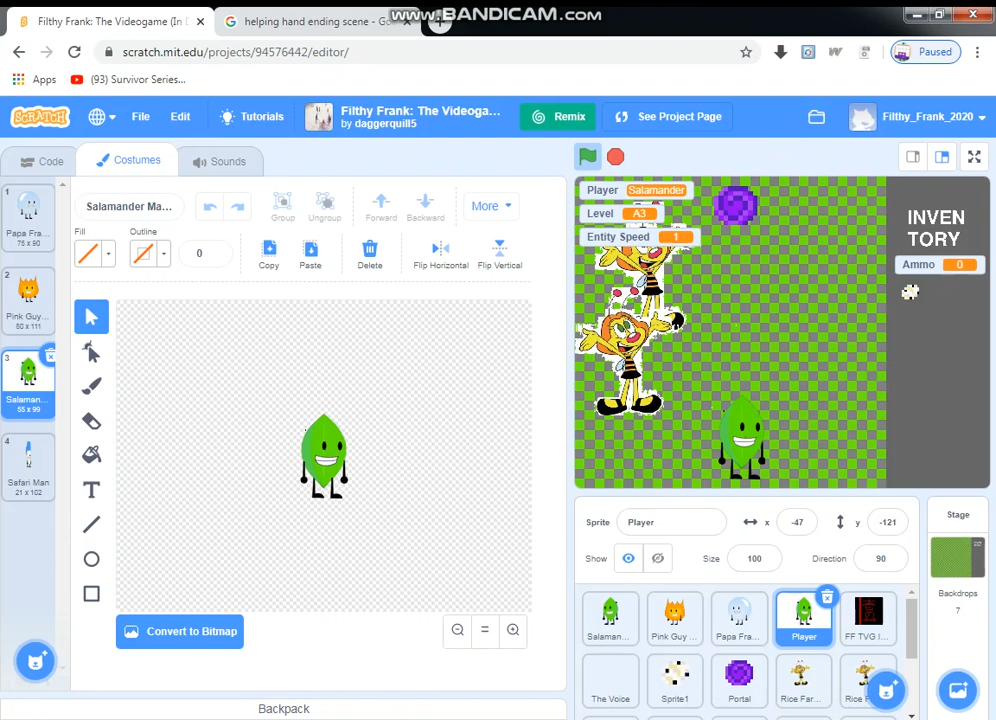 www.BANDICAM.com
Filthy Frank: The Videogame (In D
helping hand ending scene - Go
scratch.mit.edu/projects/94576442/editor/
Paused
Apps
(93) Survivor Series...
SCRATCH
File
Edit
Tutorials
Filthy Frank: The Videoga...
by daggerquill5
Remix
See Project Page
Filthy_Frank_2020
Code
Costumes
Sounds
1
Papa Fra...
75 x 90
2
Pink Guy...
50 x 111
3
Salaman...
55 x 99
4
Safari Man
21 x 102
Salamander Ma...
Group
Ungroup
Forward
Backward
More
Fill
Outline
0
Copy
Paste
Delete
Flip Horizontal
Flip Vertical
T
Convert to Bitmap
Backpack
Player Salamander
Level A3
Entity Speed 1
INVEN
TORY
Ammo 0
Sprite
Player
x
-47
y
-121
Show
Size
100
Direction
90
Salaman...
Pink Guy ...
Papa Fra...
Player
FF TVG I...
The Voice
Sprite1
Portal
Rice Far...
Rice F
Stage
Backdrops
7